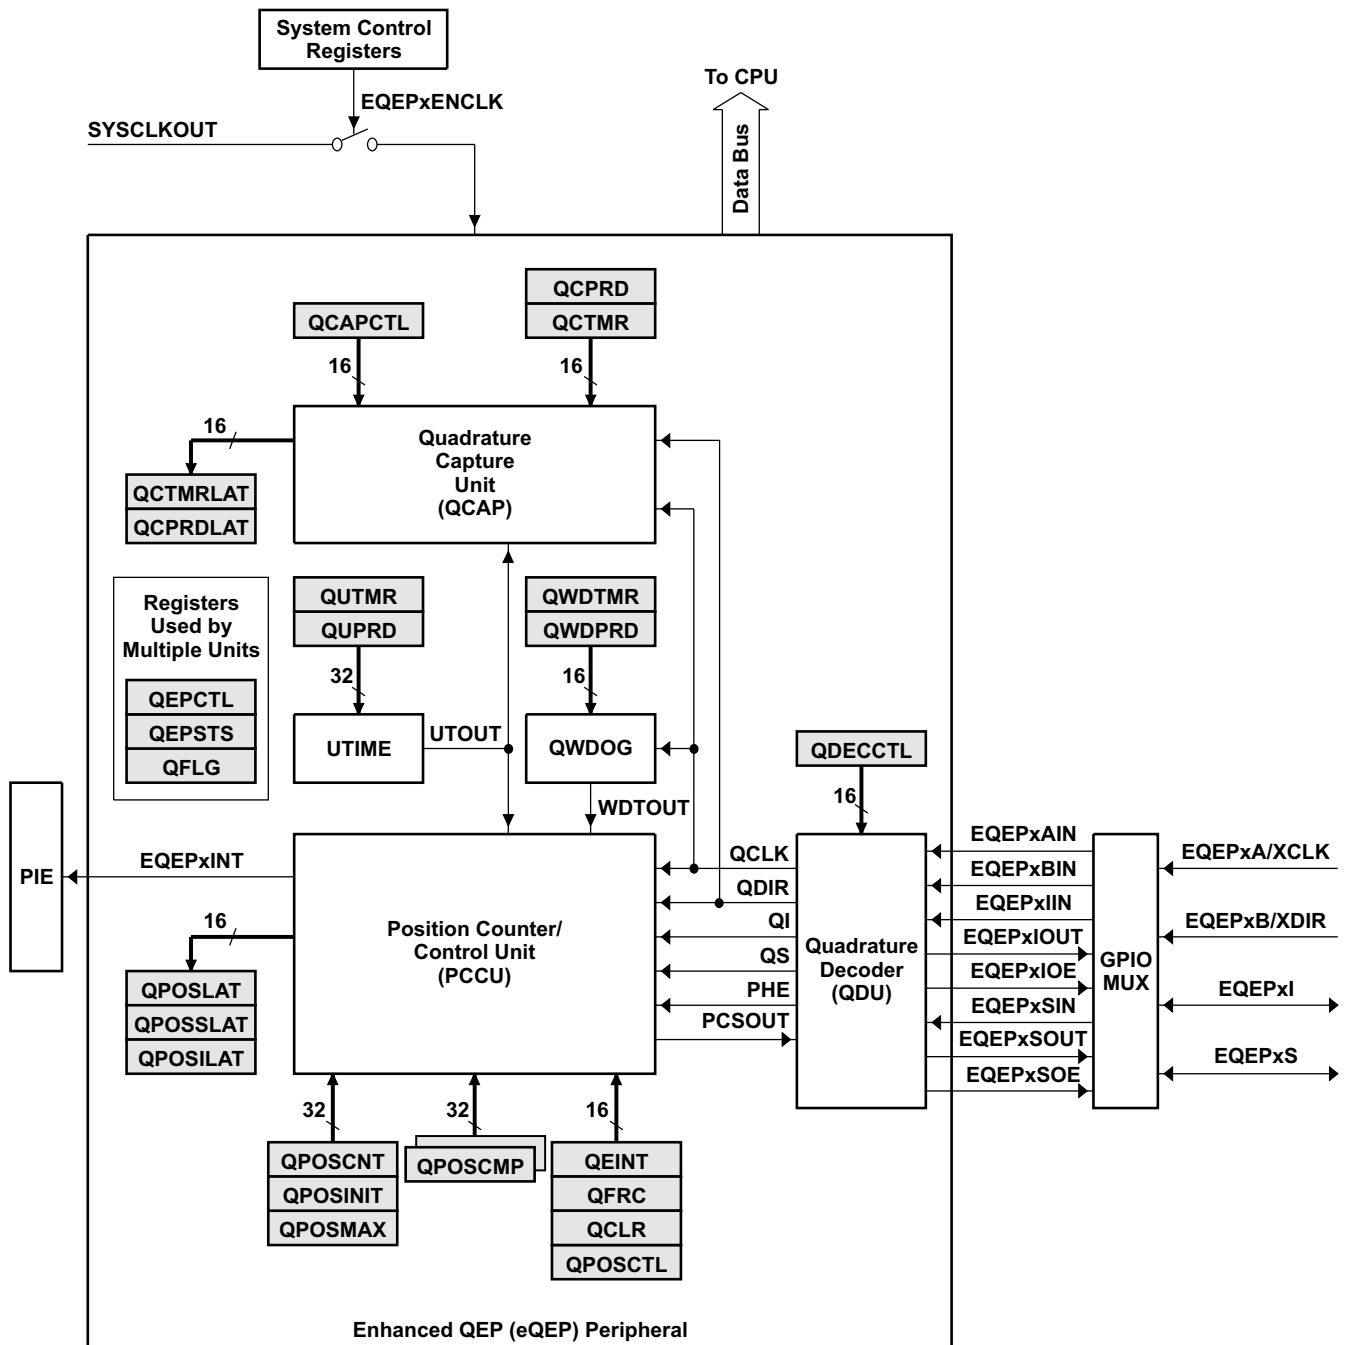 System Control
Registers
To CPU
EQEPxENCLK
SYSCLKOUT
Data Bus
QCPRD
QCTMR
QCAPCTL
16
16
16
Quadrature
Capture
Unit
(QCAP)
QCTMRLAT
QCPRDLAT
Registers
Used by
Multiple Units
QEPCTL
QEPSTS
QFLG
QUTMR
QUPRD
QWDTMR
QWDPRD
32
16
UTIME
UTOUT
QWDOG
QDECCTL
WDTOUT
16
PIE
EQEPxINT
16
Position Counter/
Control Unit
(PCCU)
QCLK
QDIR
QI
QS
PHE
PCSOUT
Quadrature
Decoder
(QDU)
EQEPxAIN
EQEPxBIN
EQEPxIIN
EQEPxIOUT
EQEPxIOE
EQEPxSIN
EQEPxSOUT
EQEPxSOE
GPIO
MUX
EQEPxA/XCLK
EQEPxB/XDIR
EQEPxI
EQEPxS
QPOSLAT
QPOSSLAT
QPOSILAT
32
32
16
QPOSCNT
QPOSINIT
QPOSMAX
QPOSCMP
QEINT
QFRC
QCLR
QPOSCTL
Enhanced QEP (eQEP) Peripheral